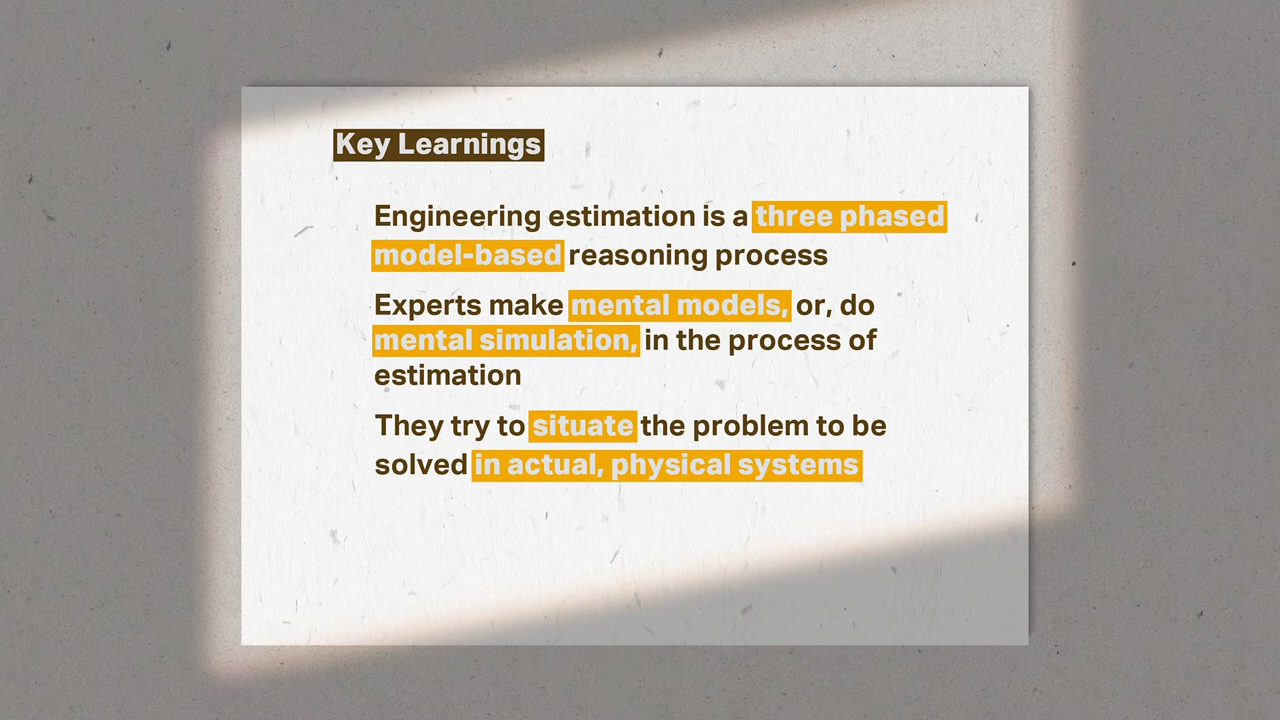 Key Learnings
Engineering estimation is a three phased
model-based reasoning process
Experts make mental models, or, do
mental simulation, in the process of
estimation
They try to situate the problem to be
solved in actual, physical systems